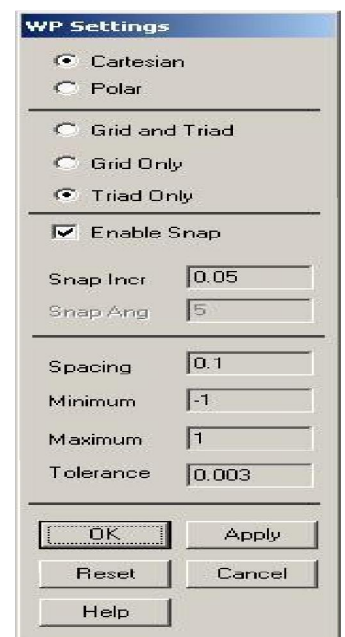 WP Settings
Cartesian
Polar
Grid and Triad
Grid Only
Triad Only
Enable Snap
Snap Incr 0.05
Snap Ang 5
Spacing 0.1
Minimum -1
Maximum 1
Tolerance 0.003
OK Apply
Reset Cancel
Help